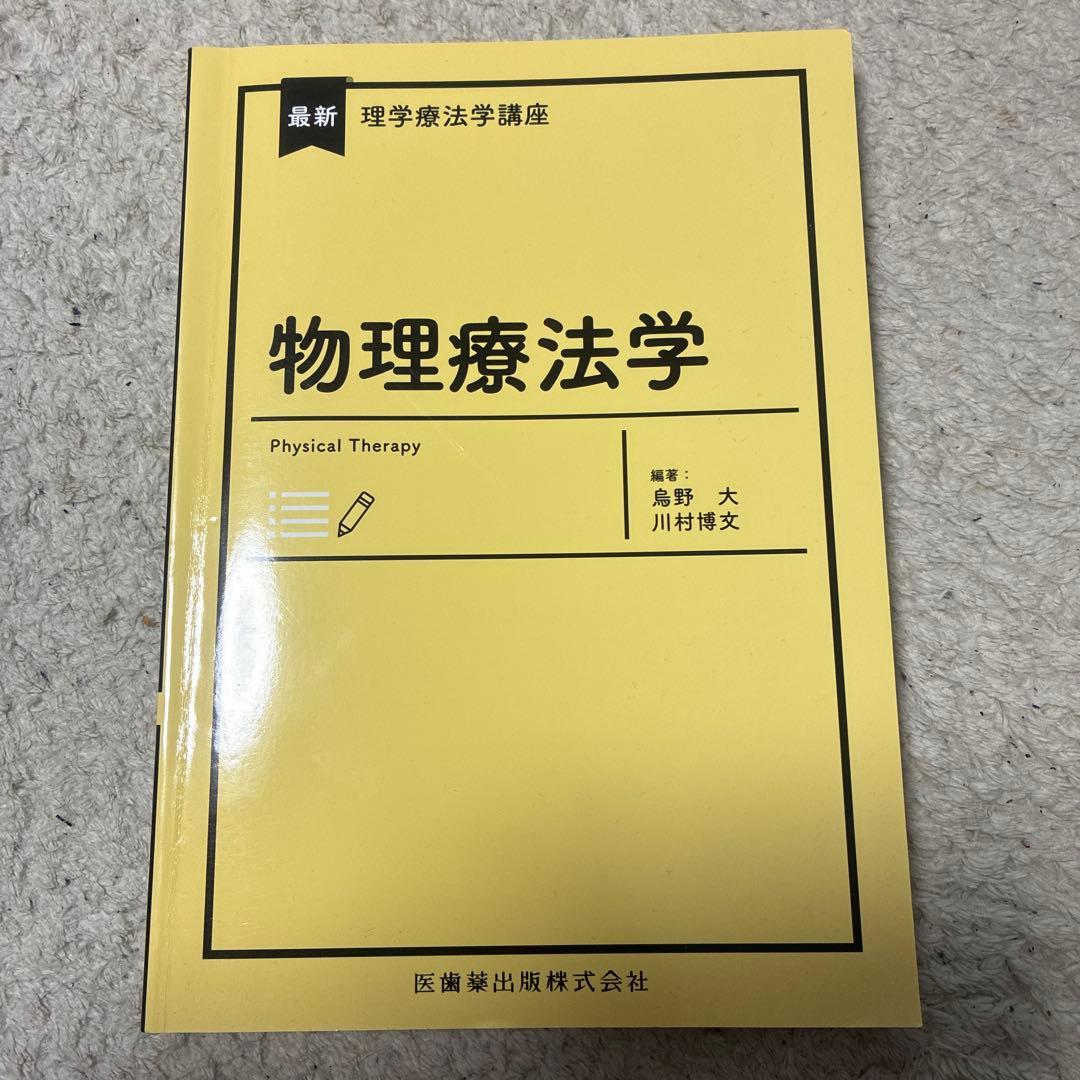 最新 理学療法学講座
物理療法学
Physical Therapy
編著：
烏野 大
川村博文
医歯薬出版株式会社